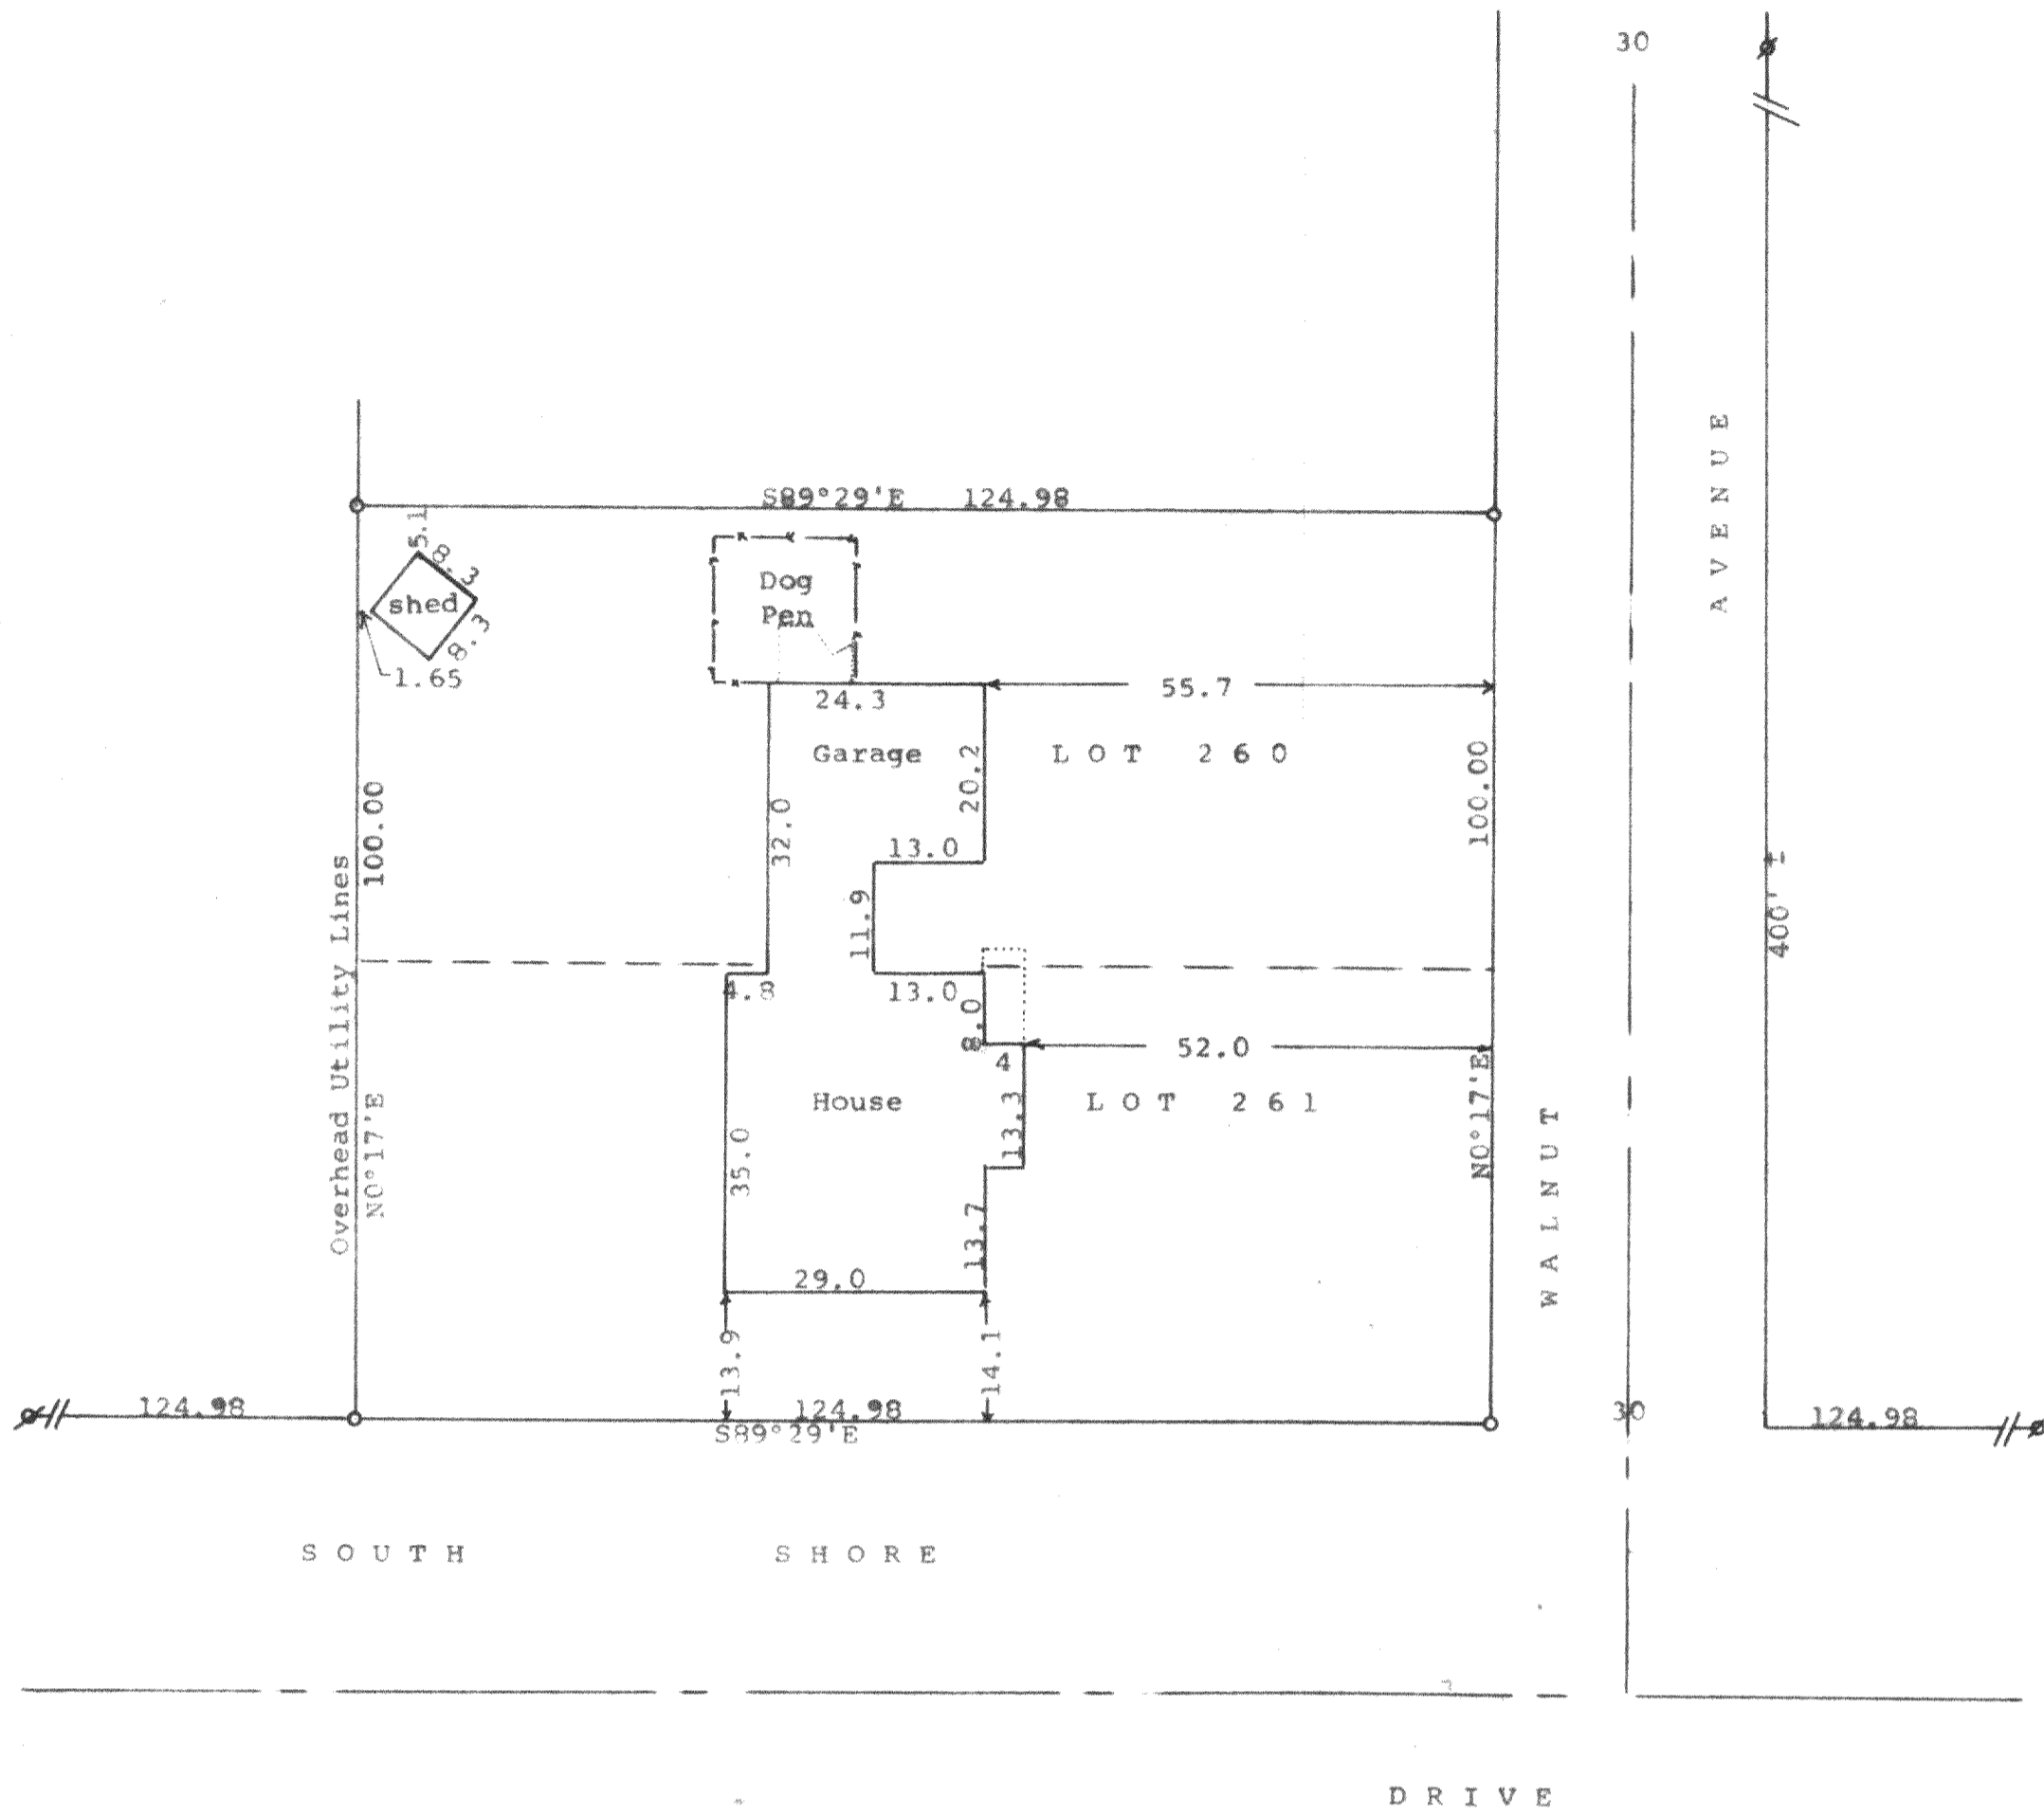 30
AVENUE
S89°29'E 124.98
5.1
8.3
shed
8.3
1.65
Dog
Pen
24.3
55.7
Garage
LOT 260
20.2
100.00
32.0
100.00
13.0
11.9
400' ±
Overhead Utility Lines
4.8
13.0
8.0
4
52.0
N0°17'E
House
13.3
LOT 261
N0°17'E
35.0
WALNUT
13.7
29.0
13.9
14.1
124.98
124.98
S89°29'E
30
124.98
SOUTH SHORE
DRIVE